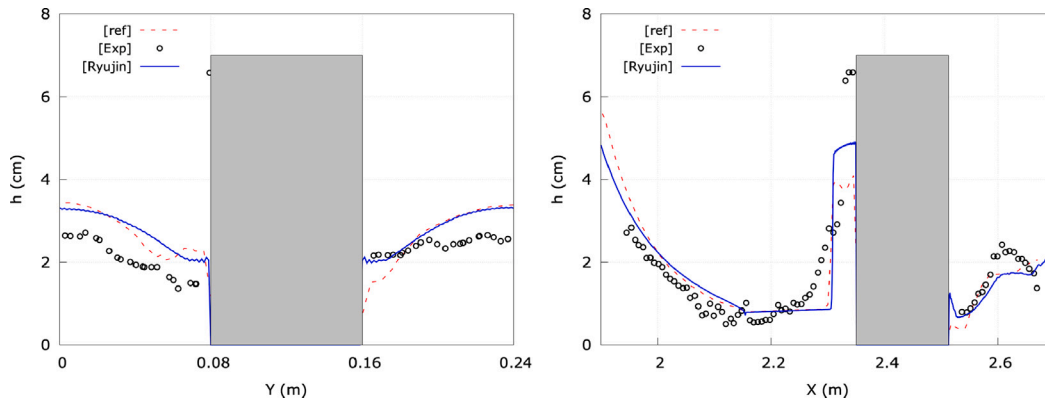 8
6
4
2
0
h (cm)
[ref]
[Exp]
[Ryujin]
0
0.08
0.16
0.24
Y (m)
8
6
4
2
0
h (cm)
[ref]
[Exp]
[Ryujin]
2
2.2
2.4
2.6
X (m)